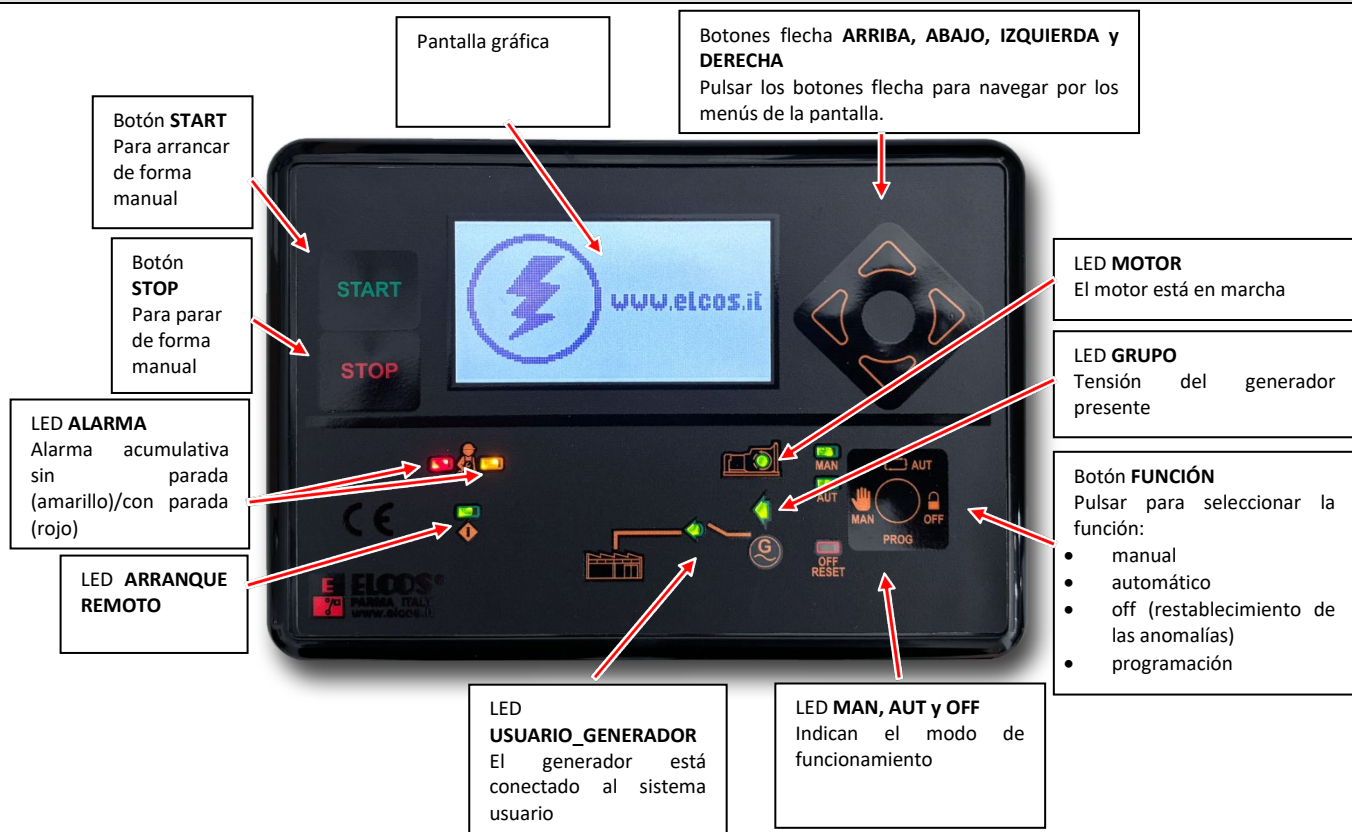 Pantalla gráfica
Botones flecha ARRIBA, ABAJO, IZQUIERDA y
DERECHA
Pulsar los botones flecha para navegar por los
menús de la pantalla.
Botón START
Para arrancar
de forma
manual
Botón
STOP
Para parar
de forma
manual
LED ALARMA
Alarma acumulativa
sin parada
(amarillo)/con parada
(rojo)
LED ARRANQUE
REMOTO
START
STOP
www.elcos.it
CE
E ELCOS®
PARMA ITALY
www.elcos.it
G
MAN
AUT
OFF
RESET
AUT
MAN
OFF
PROG
LED MOTOR
El motor está en marcha
LED GRUPO
Tensión del generador
presente
Botón FUNCIÓN
Pulsar para seleccionar la
función:
• manual
• automático
• off (restablecimiento de
las anomalías)
• programación
LED
USUARIO_GENERADOR
El generador está
conectado al sistema
usuario
LED MAN, AUT y OFF
Indican el modo de
funcionamiento